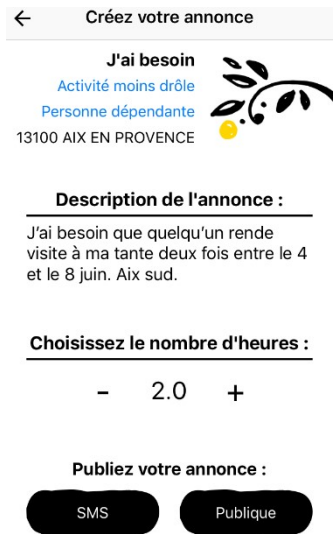 Créez votre annonce
J'ai besoin
Activité moins drôle
Personne dépendante
13100 AIX EN PROVENCE
Description de l'annonce :
J'ai besoin que quelqu'un rende
visite à ma tante deux fois entre le 4
et le 8 juin. Aix sud.
Choisissez le nombre d'heures :
- 2.0 +
Publiez votre annonce :
SMS Publique